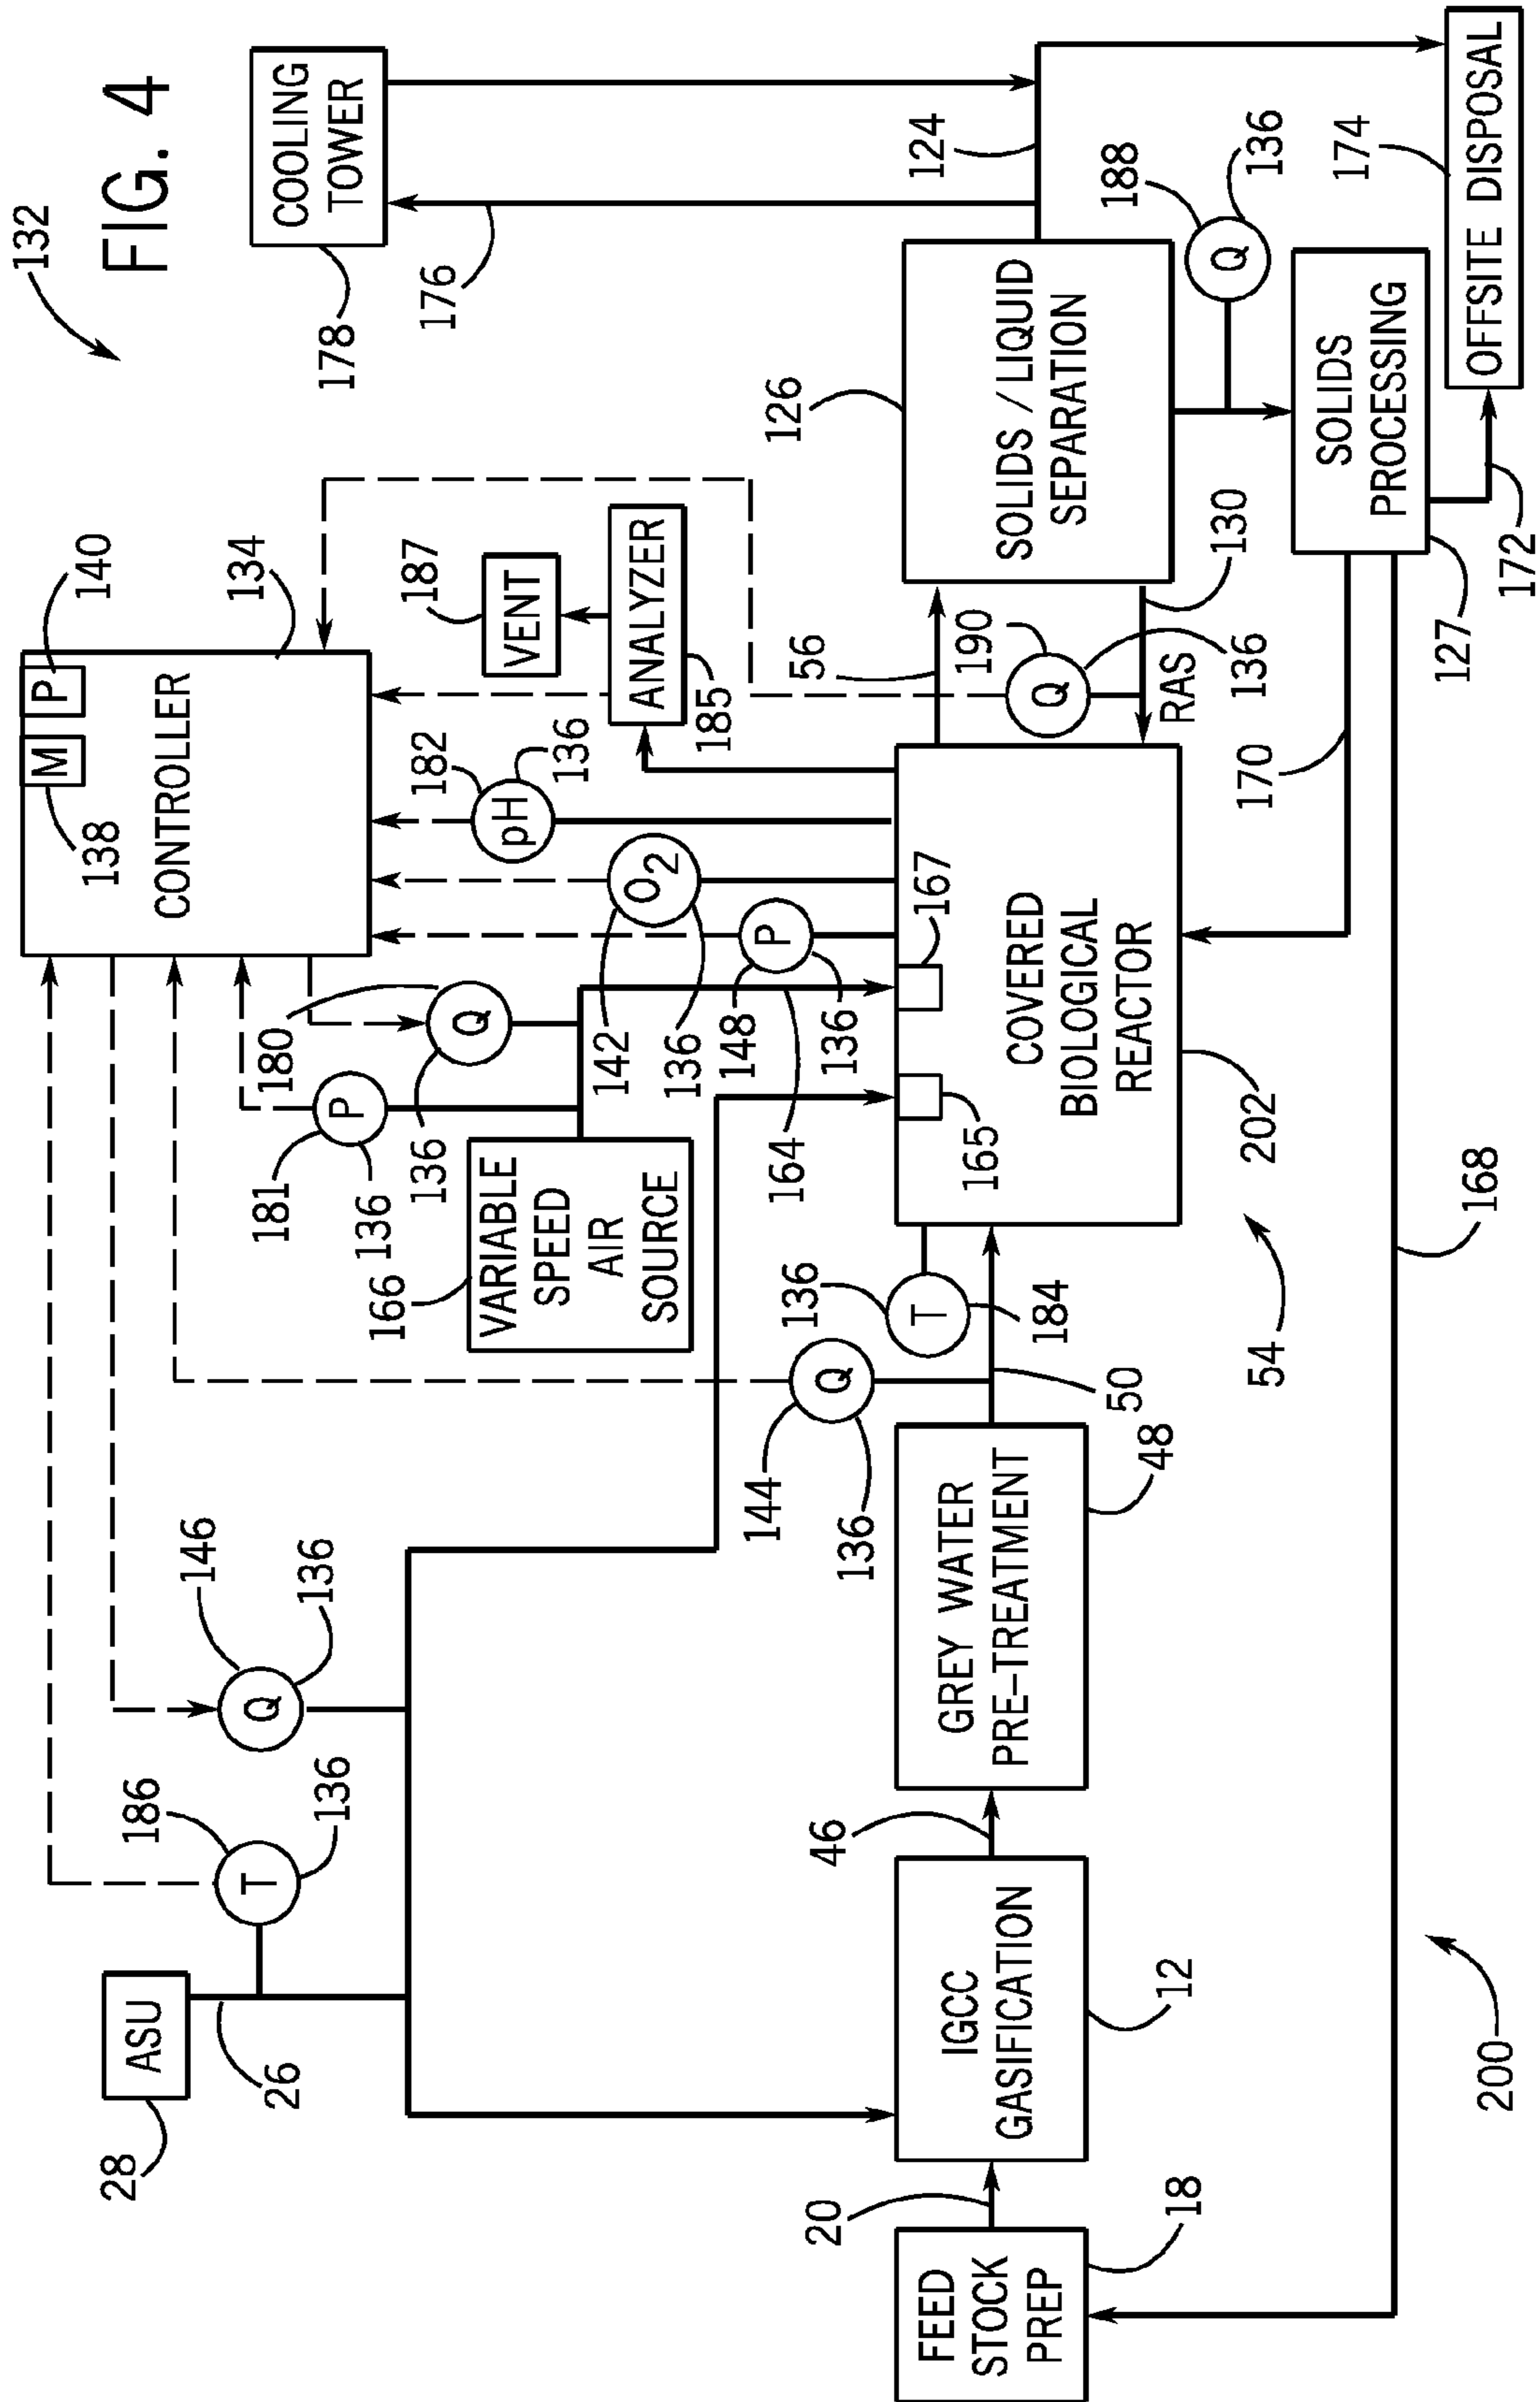 FIG. 4
132
COOLING
TOWER
178
176
124
188
136
Q
174
OFFSITE DISPOSAL
140
P
M
138
134
CONTROLLER
187
VENT
ANALYZER
185
182
136
pH
O2
142
136
P
148
136
180
Q
136
P
181
136
VARIABLE
SPEED
AIR
SOURCE
166
164
165
167
COVERED
BIOLOGICAL
REACTOR
202
54
56
190
Q
136
RAS
130
126
SOLIDS / LIQUID
SEPARATION
SOLIDS
PROCESSING
127
172
170
168
136
T
184
144
Q
136
50
GREY WATER
PRE-TREATMENT
48
146
Q
136
186
T
136
ASU
28
26
46
IGCC
GASIFICATION
12
20
FEED
STOCK
PREP
18
200